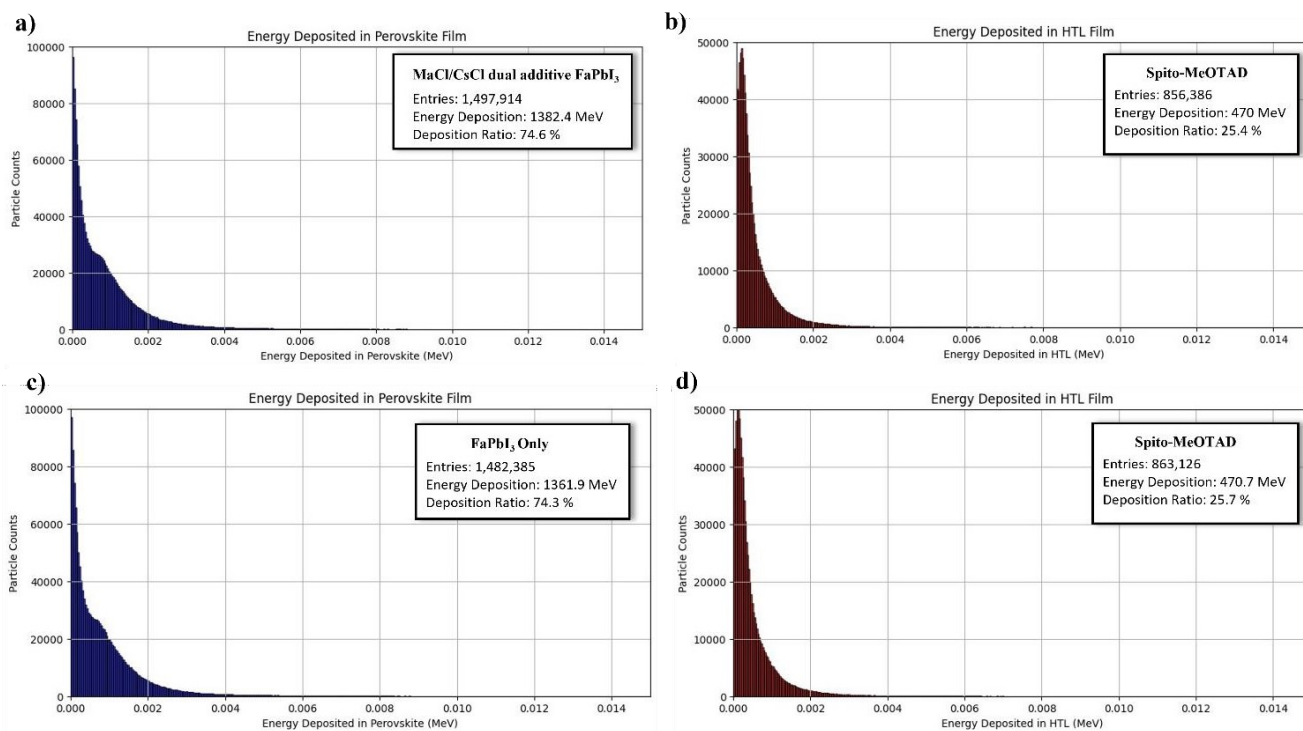 a)
Energy Deposited in Perovskite Film
MaCl/CsCl dual additive FaPbI₃
Entries: 1,497,914
Energy Deposition: 1382.4 MeV
Deposition Ratio: 74.6 %
Particle Counts
100000
80000
60000
40000
20000
0
0.000 0.002 0.004 0.006 0.008 0.010 0.012 0.014
Energy Deposited in Perovskite (MeV)
b)
Energy Deposited in HTL Film
Spito-MeOTAD
Entries: 856,386
Energy Deposition: 470 MeV
Deposition Ratio: 25.4 %
Particle Counts
50000
40000
30000
20000
10000
0
0.000 0.002 0.004 0.006 0.008 0.010 0.012 0.014
Energy Deposited in HTL (MeV)
c)
Energy Deposited in Perovskite Film
FaPbI₃ Only
Entries: 1,482,385
Energy Deposition: 1361.9 MeV
Deposition Ratio: 74.3 %
Particle Counts
100000
80000
60000
40000
20000
0
0.000 0.002 0.004 0.006 0.008 0.010 0.012 0.014
Energy Deposited in Perovskite (MeV)
d)
Energy Deposited in HTL Film
Spito-MeOTAD
Entries: 863,126
Energy Deposition: 470.7 MeV
Deposition Ratio: 25.7 %
Particle Counts
50000
40000
30000
20000
10000
0
0.000 0.002 0.004 0.006 0.008 0.010 0.012 0.014
Energy Deposited in HTL (MeV)